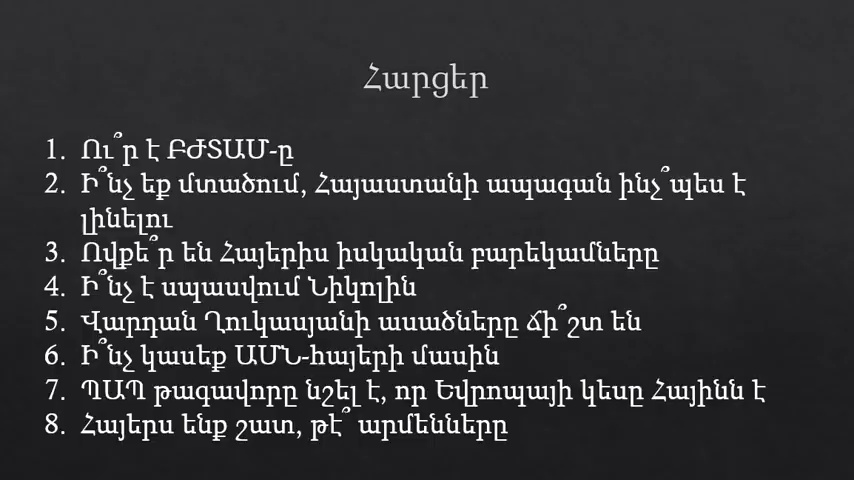 Հարցեր
1. Ու՞ր է ԲԺՏԱՄ-ը
2. Ի՞նչ եք մտածում, Հայաստանի ապագան ինչ՞պես է
լինելու
3. Ովքե՞ր են Հայերիս իսկական բարեկամները
4. Ի՞նչ է սպասվում Նիկոլին
5. Վարդան Ղուկասյանի ասածները ճի՞շտ են
6. Ի՞նչ կասեք ԱՄՆ-հայերի մասին
7. ՊԱՊ թագավորը նշել է, որ Եվրոպայի կեսը Հայինն է
8. Հայերս ենք շատ, թէ՞ արմենները